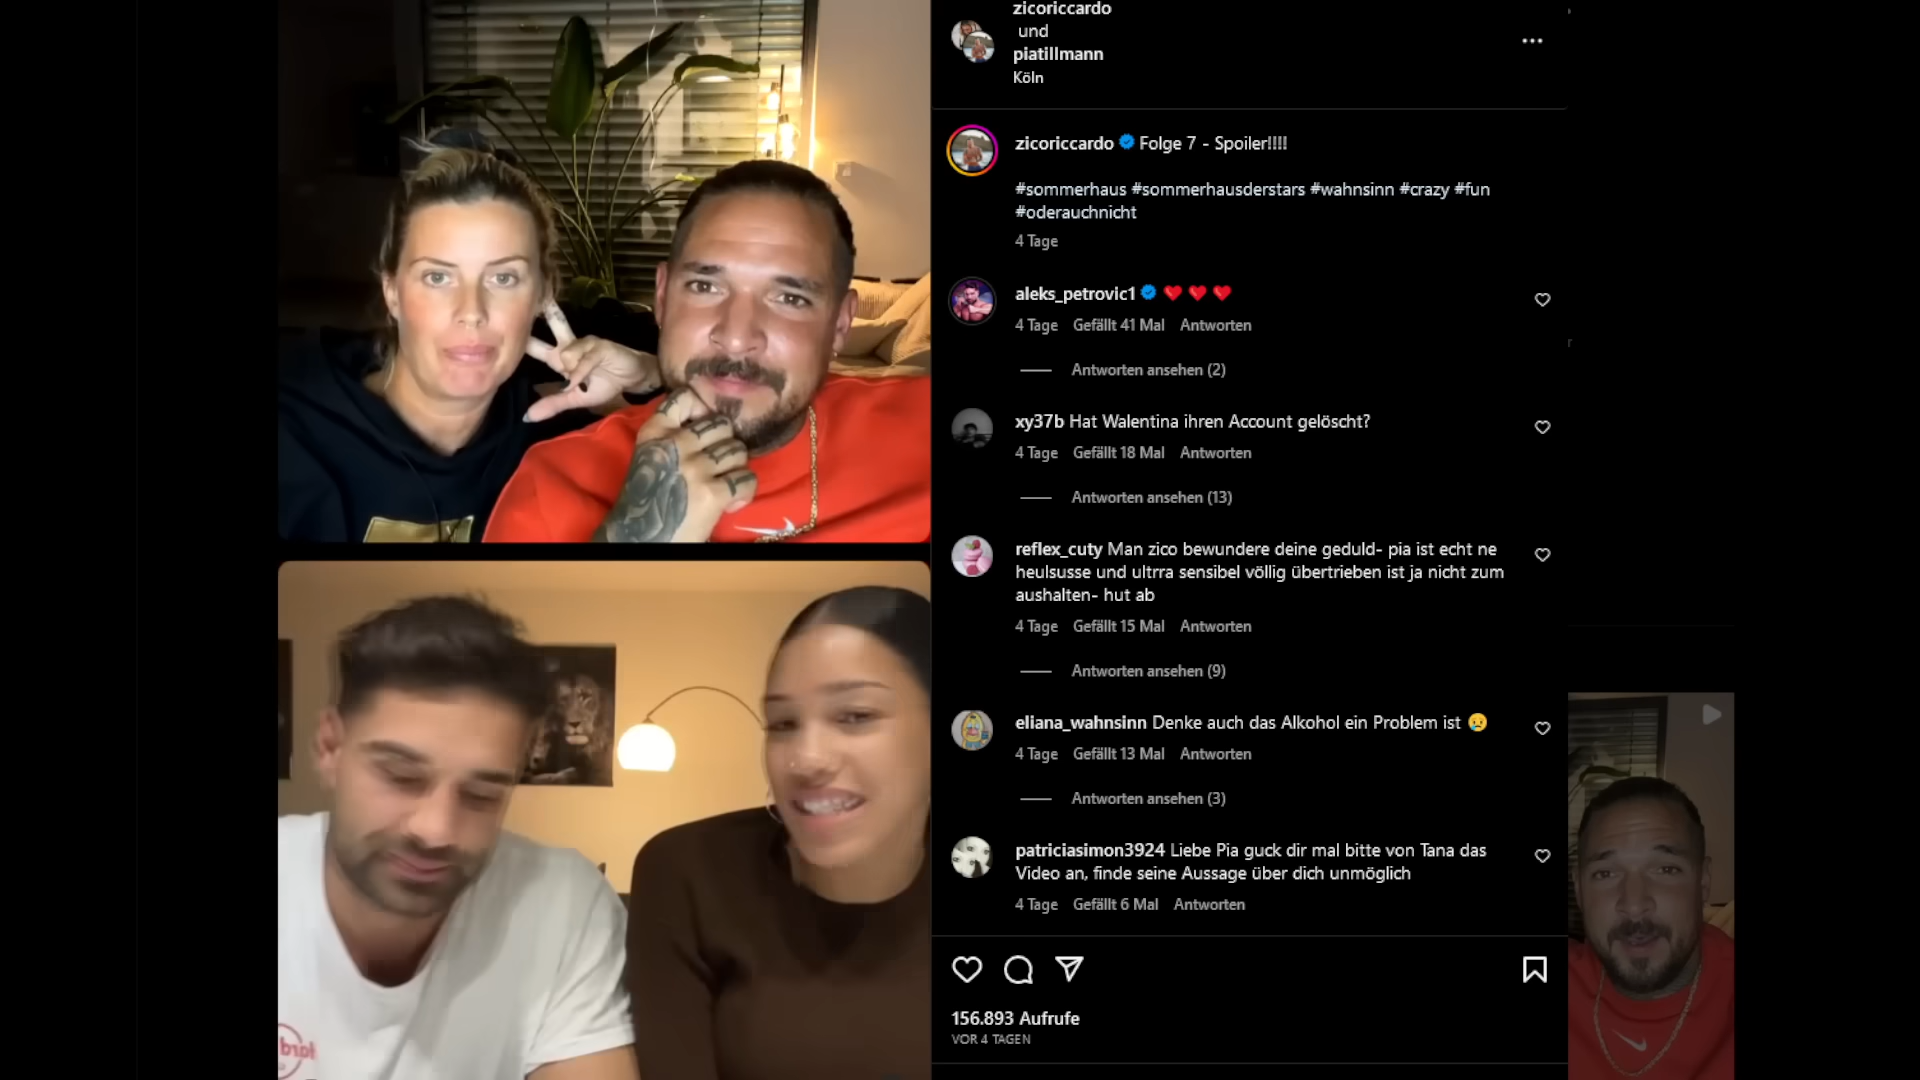 zicoriccardo
und
piatillmann
Köln
zicoriccardo Folge 7 - Spoiler!!!!
#sommerhaus #sommerhausderstars #wahnsinn #crazy #fun
#oderauchnicht
4 Tage
aleks_petrovic1 ❤️ ❤️ ❤️
4 Tage Gefällt 41 Mal Antworten
Antworten ansehen (2)
xy37b Hat Walentina ihren Account gelöscht?
4 Tage Gefällt 18 Mal Antworten
Antworten ansehen (13)
reflex_cuty Man zico bewundere deine geduld- pia ist echt ne
heulsusse und ultrra sensibel völlig übertrieben ist ja nicht zum
aushalten- hut ab
4 Tage Gefällt 15 Mal Antworten
Antworten ansehen (9)
eliana_wahnsinn Denke auch das Alkohol ein Problem ist 😥
4 Tage Gefällt 13 Mal Antworten
Antworten ansehen (3)
patriciasimon3924 Liebe Pia guck dir mal bitte von Tana das
Video an, finde seine Aussage über dich unmöglich
4 Tage Gefällt 6 Mal Antworten
156.893 Aufrufe
VOR 4 TAGEN